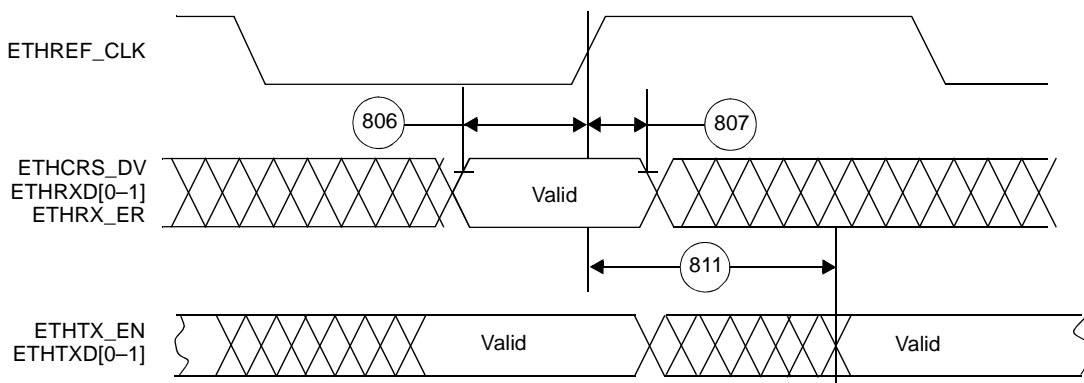 ETHREF_CLK
806
807
ETHCRS_DV
ETHRXD[0–1]
ETHRX_ER
Valid
811
ETHTX_EN
ETHTXD[0–1]
Valid
Valid